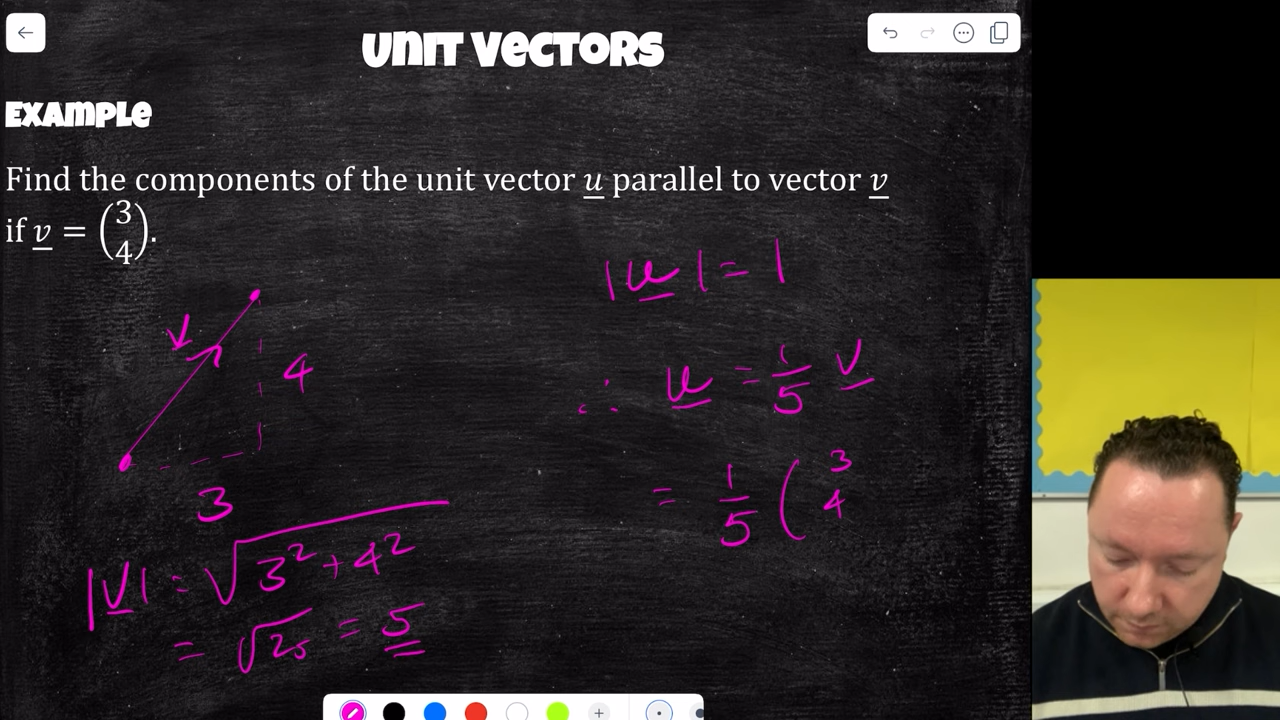 UNIT VECTORS
EXAMPLE
Find the components of the unit vector u parallel to vector v
if v = (3 4).
v
4
3
|v| = √3² + 4²
= √25 = 5
|u| = 1
∴ u = 1/5 v
= 1/5 ( 3 4